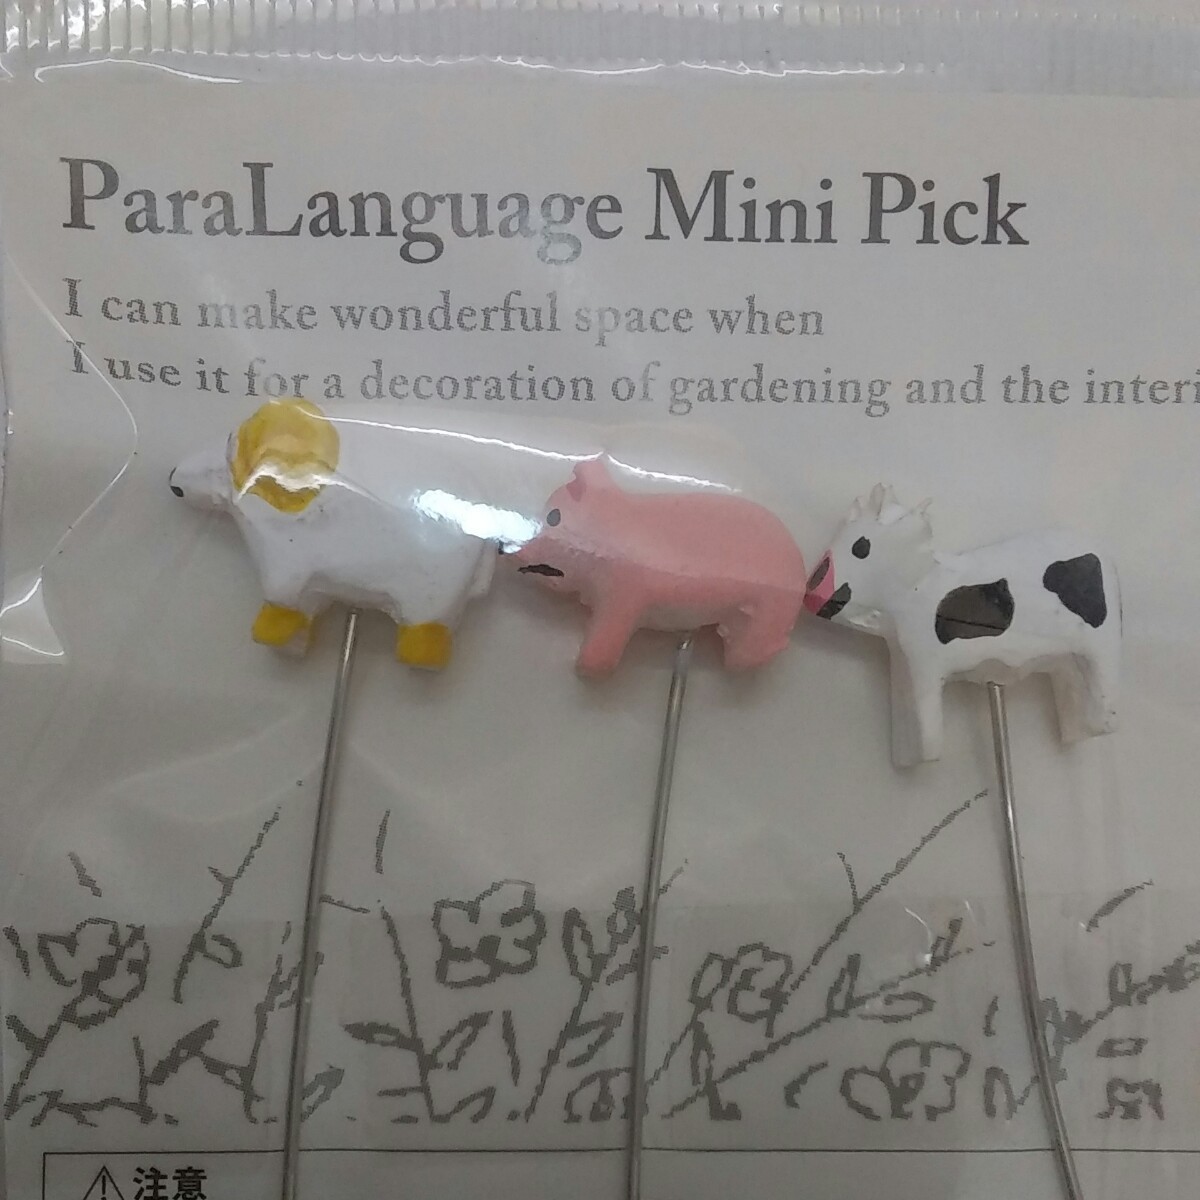 ParaLanguage Mini Pick
I can make wonderful space when
I use it for a decoration of gardening and the interi
注意